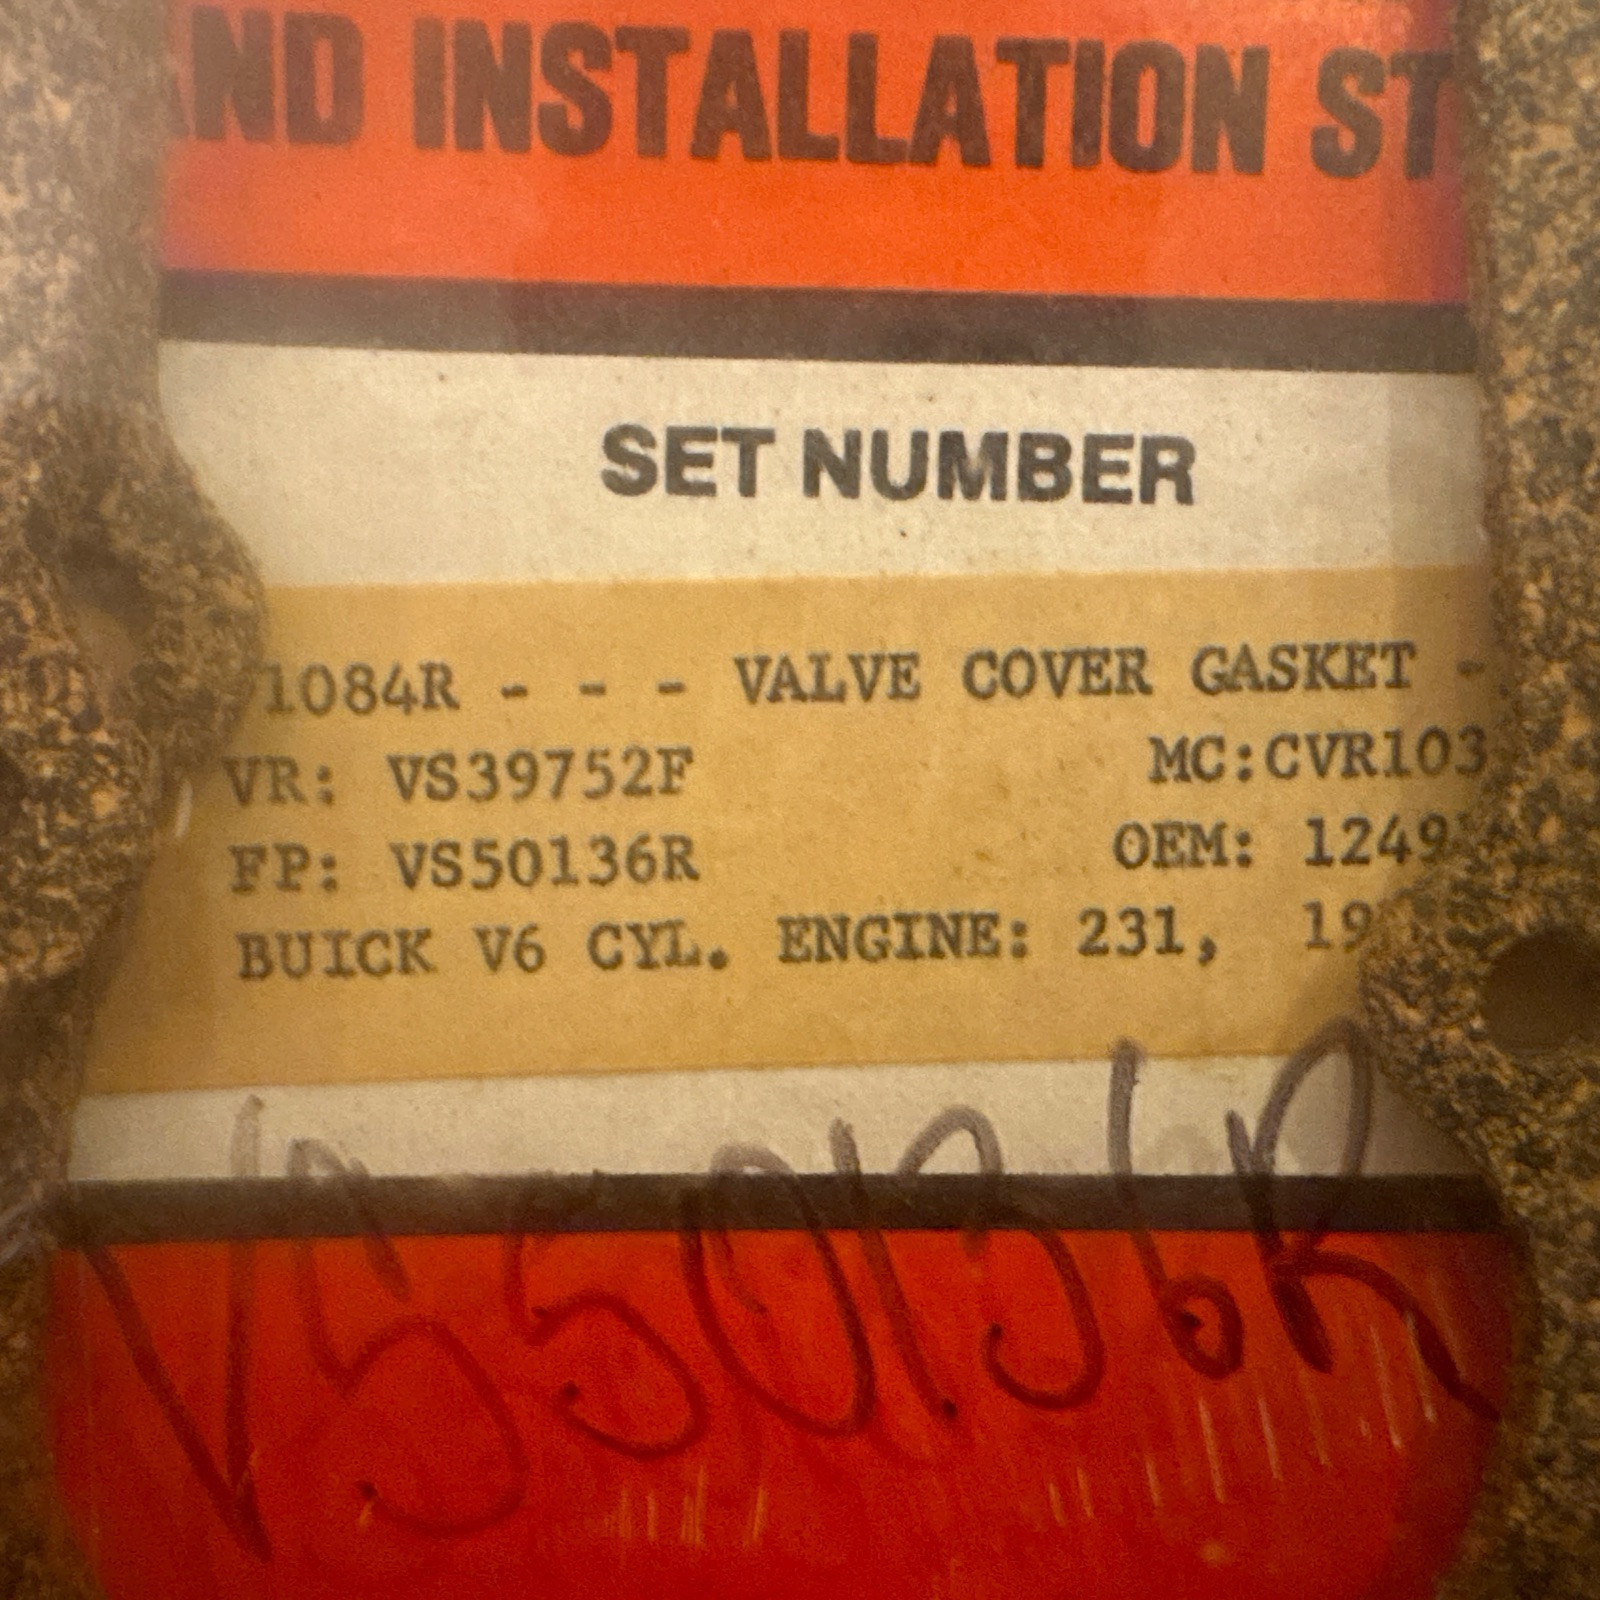 AND INSTALLATION ST
SET NUMBER
1084R - - - VALVE COVER GASKET -
VR: VS39752F MC:CVR103
FP: VS50136R OEM: 1249
BUICK V6 CYL. ENGINE: 231, 19
VS50136R